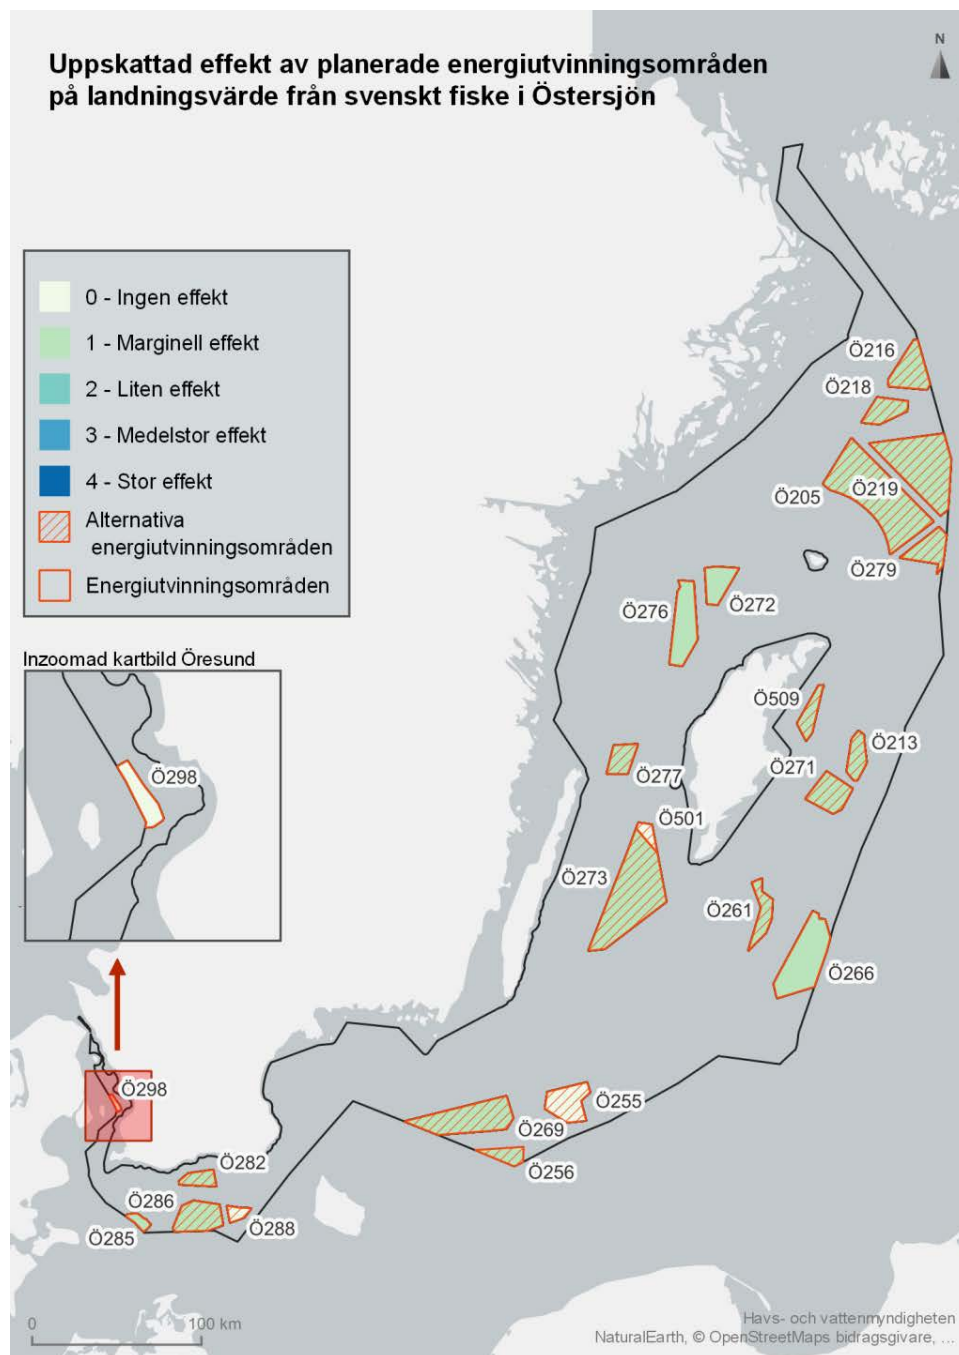 Uppskattad effekt av planerade energiutvinningsområden
på landningsvärde från svenskt fiske i Östersjön
N
0 - Ingen effekt
1 - Marginell effekt
2 - Liten effekt
3 - Medelstor effekt
4 - Stor effekt
Alternativa
energiutvinningsområden
Energiutvinningsområden
Inzoomad kartbild Öresund
Ö298
Ö216
Ö218
Ö219
Ö205
Ö279
Ö276
Ö272
Ö509
Ö213
Ö271
Ö277
Ö501
Ö273
Ö261
Ö266
Ö298
Ö255
Ö269
Ö256
Ö282
Ö286
Ö288
Ö285
0
100 km
Havs- och vattenmyndigheten
NaturalEarth, © OpenStreetMaps bidragsgivare, ...